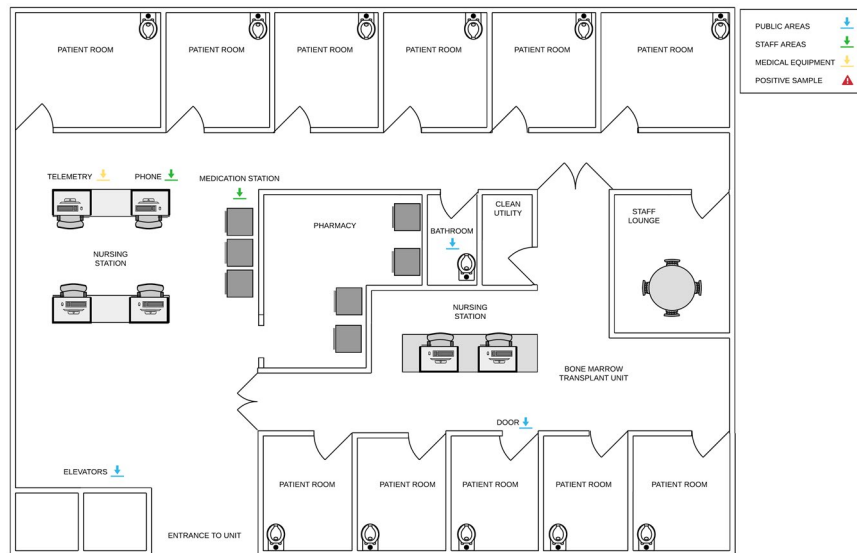 PATIENT ROOM
PATIENT ROOM
PATIENT ROOM
PATIENT ROOM
PATIENT ROOM
PATIENT ROOM
PUBLIC AREAS
STAFF AREAS
MEDICAL EQUIPMENT
POSITIVE SAMPLE
TELEMETRY
PHONE
MEDICATION STATION
PHARMACY
BATHROOM
CLEAN
UTILITY
STAFF
LOUNGE
NURSING
STATION
NURSING
STATION
BONE MARROW
TRANSPLANT UNIT
DOOR
ELEVATORS
PATIENT ROOM
PATIENT ROOM
PATIENT ROOM
PATIENT ROOM
PATIENT ROOM
ENTRANCE TO UNIT